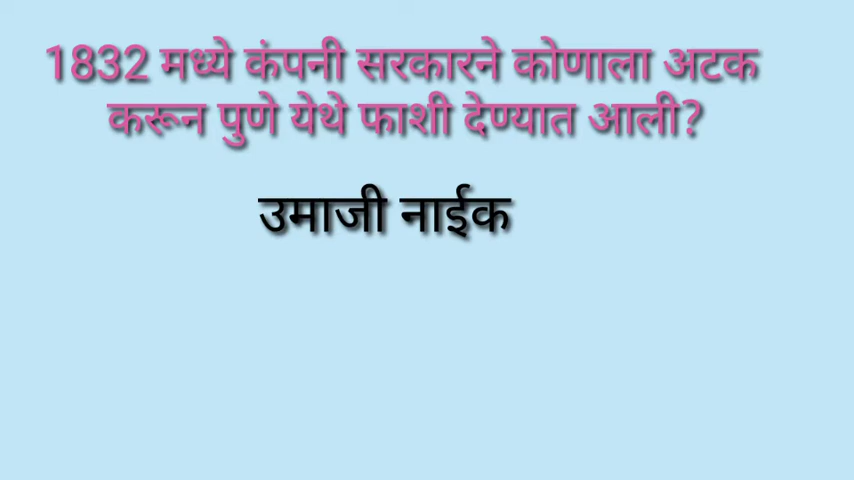 1832 मध्ये कंपनी सरकारने कोणाला अटक
करून पुणे येथे फाशी देण्यात आली?
उमाजी नाईक